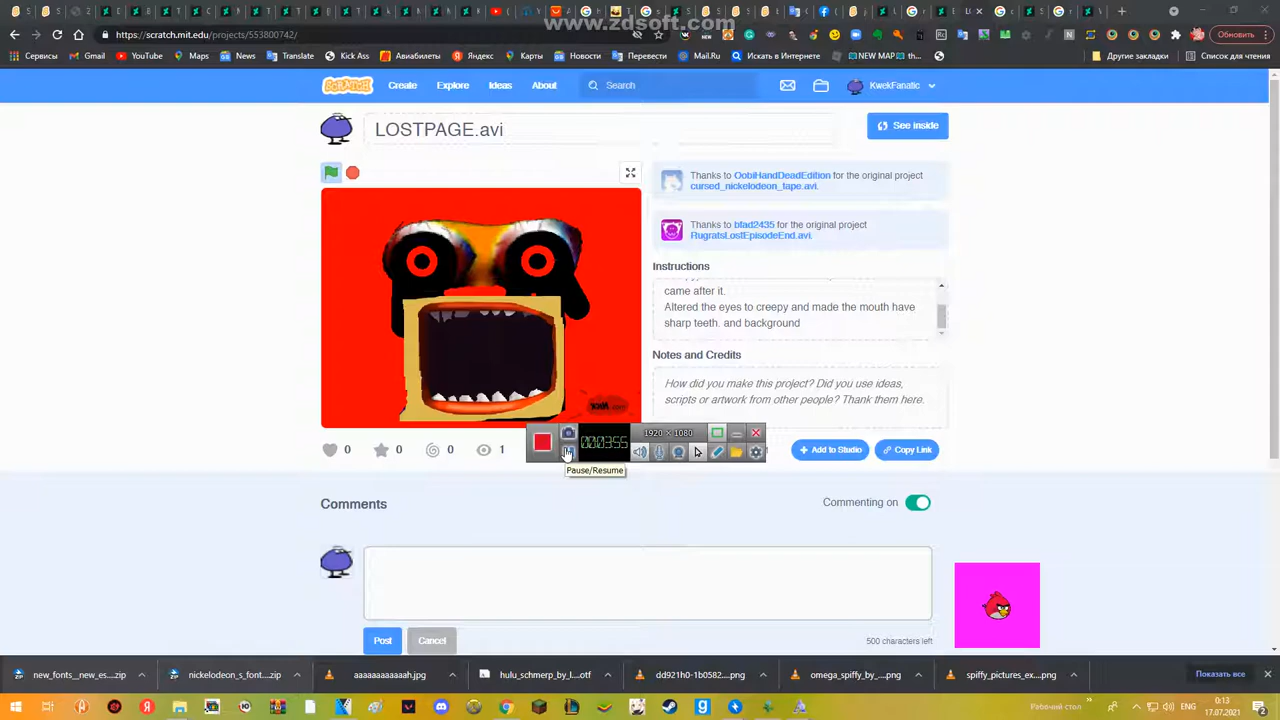 www.zdsoft.com
https://scratch.mit.edu/projects/553800742/
Обновить
Сервисы
Gmail
YouTube
Kick Ass
Авиабилеты
Яндекс
Карты
Новости
Перевести
Mail.Ru
Искать в Интернете
Maps
News
Translate
NEW MAP
Другие закладки
Список для чтения
SCRATCH
Create
Explore
Ideas
About
Search
KwekFanatic
LOSTPAGE.avi
See inside
Thanks to OobiHandDeadEdition for the original project
cursed_nickelodeon_tape.avi.
Thanks to bfad2435 for the original project
RugratsLostEpisodeEnd.avi.
Instructions
came after it.
Altered the eyes to creepy and made the mouth have
sharp teeth. and background
Notes and Credits
How did you make this project? Did you use ideas,
scripts or artwork from other people? Thank them here.
000355
1920 × 1080
Pause/Resume
0
0
0
1
Add to Studio
Copy Link
Comments
Commenting on
Post
Cancel
500 characters left
new_fonts__new_es....zip
nickelodeon_s_font....zip
aaaaaaaaaaah.jpg
hulu_schmerp_by_l....otf
dd921h0-1b0582....png
omega_spiffy_by_....png
spiffy_pictures_ex....png
Показать все
Рабочий стол
ENG
0:13
17.07.2021